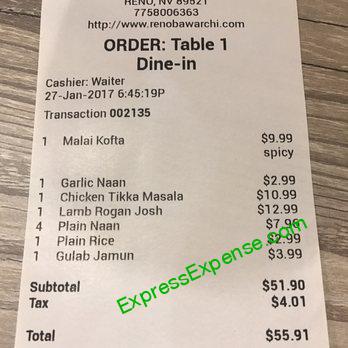 RENO, NV 89521
7758006363
http://www.renobawarchi.com
ORDER: Table 1
Dine-in
Cashier: Waiter
27-Jan-2017 6:45:19P
Transaction 002135
1 Malai Kofta $9.99
spicy
1 Garlic Naan $2.99
1 Chicken Tikka Masala $10.99
1 Lamb Rogan Josh $12.99
4 Plain Naan $7.96
1 Plain Rice $2.99
1 Gulab Jamun $3.99
Subtotal $51.90
Tax $4.01
Total $55.91
ExpressExpense.com